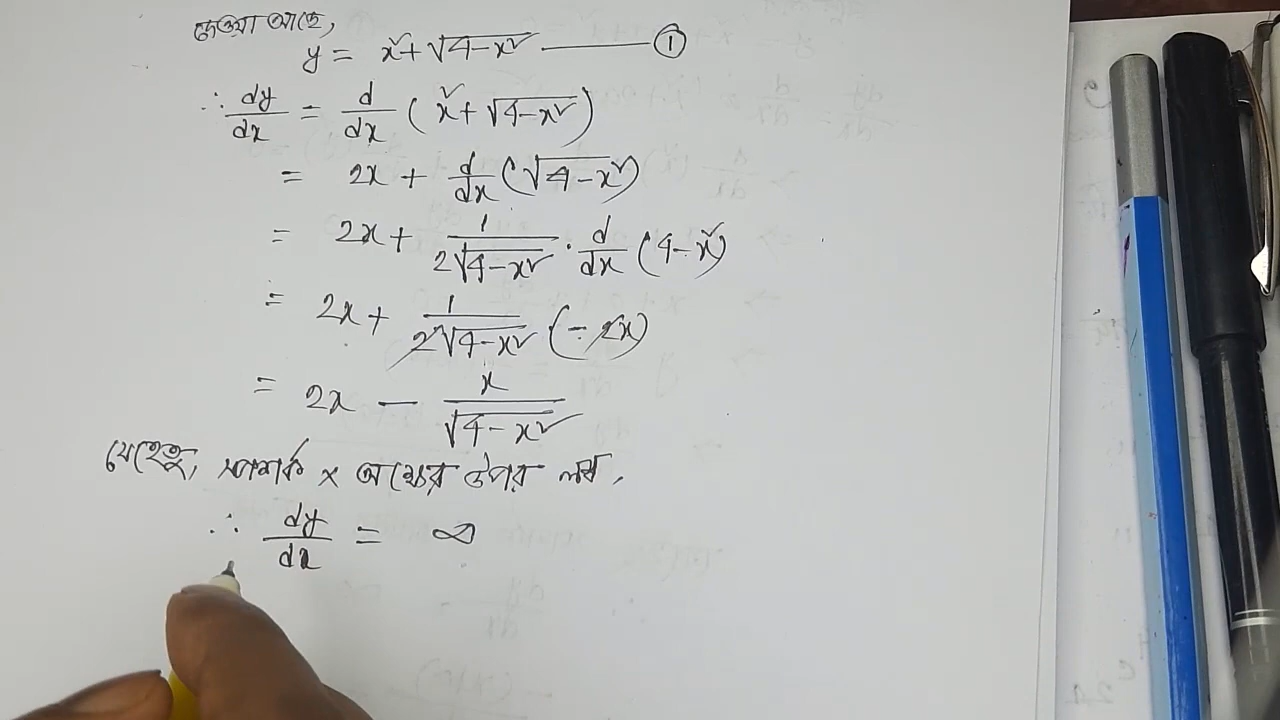 দেওয়া আছে,
y = x² + √4-x² ——— ①
∴ dy/dx = d/dx (x² + √4-x²)
= 2x + d/dx (√4-x²)
= 2x + 1/2√4-x² · d/dx (4-x²)
= 2x + 1/2√4-x² (-2x)
= 2x - x/√4-x²
যেহেতু, স্পর্শক x অক্ষের উপর লম্ব,
∴ dy/dx = ∞